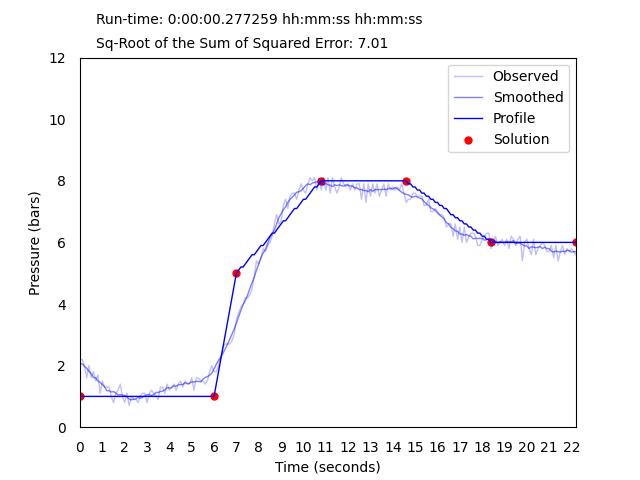 Run-time: 0:00:00.277259 hh:mm:ss hh:mm:ss
Sq-Root of the Sum of Squared Error: 7.01
12
10
8
6
4
2
0
Pressure (bars)
Observed
Smoothed
Profile
Solution
0 1 2 3 4 5 6 7 8 9 10 11 12 13 14 15 16 17 18 19 20 21 22
Time (seconds)